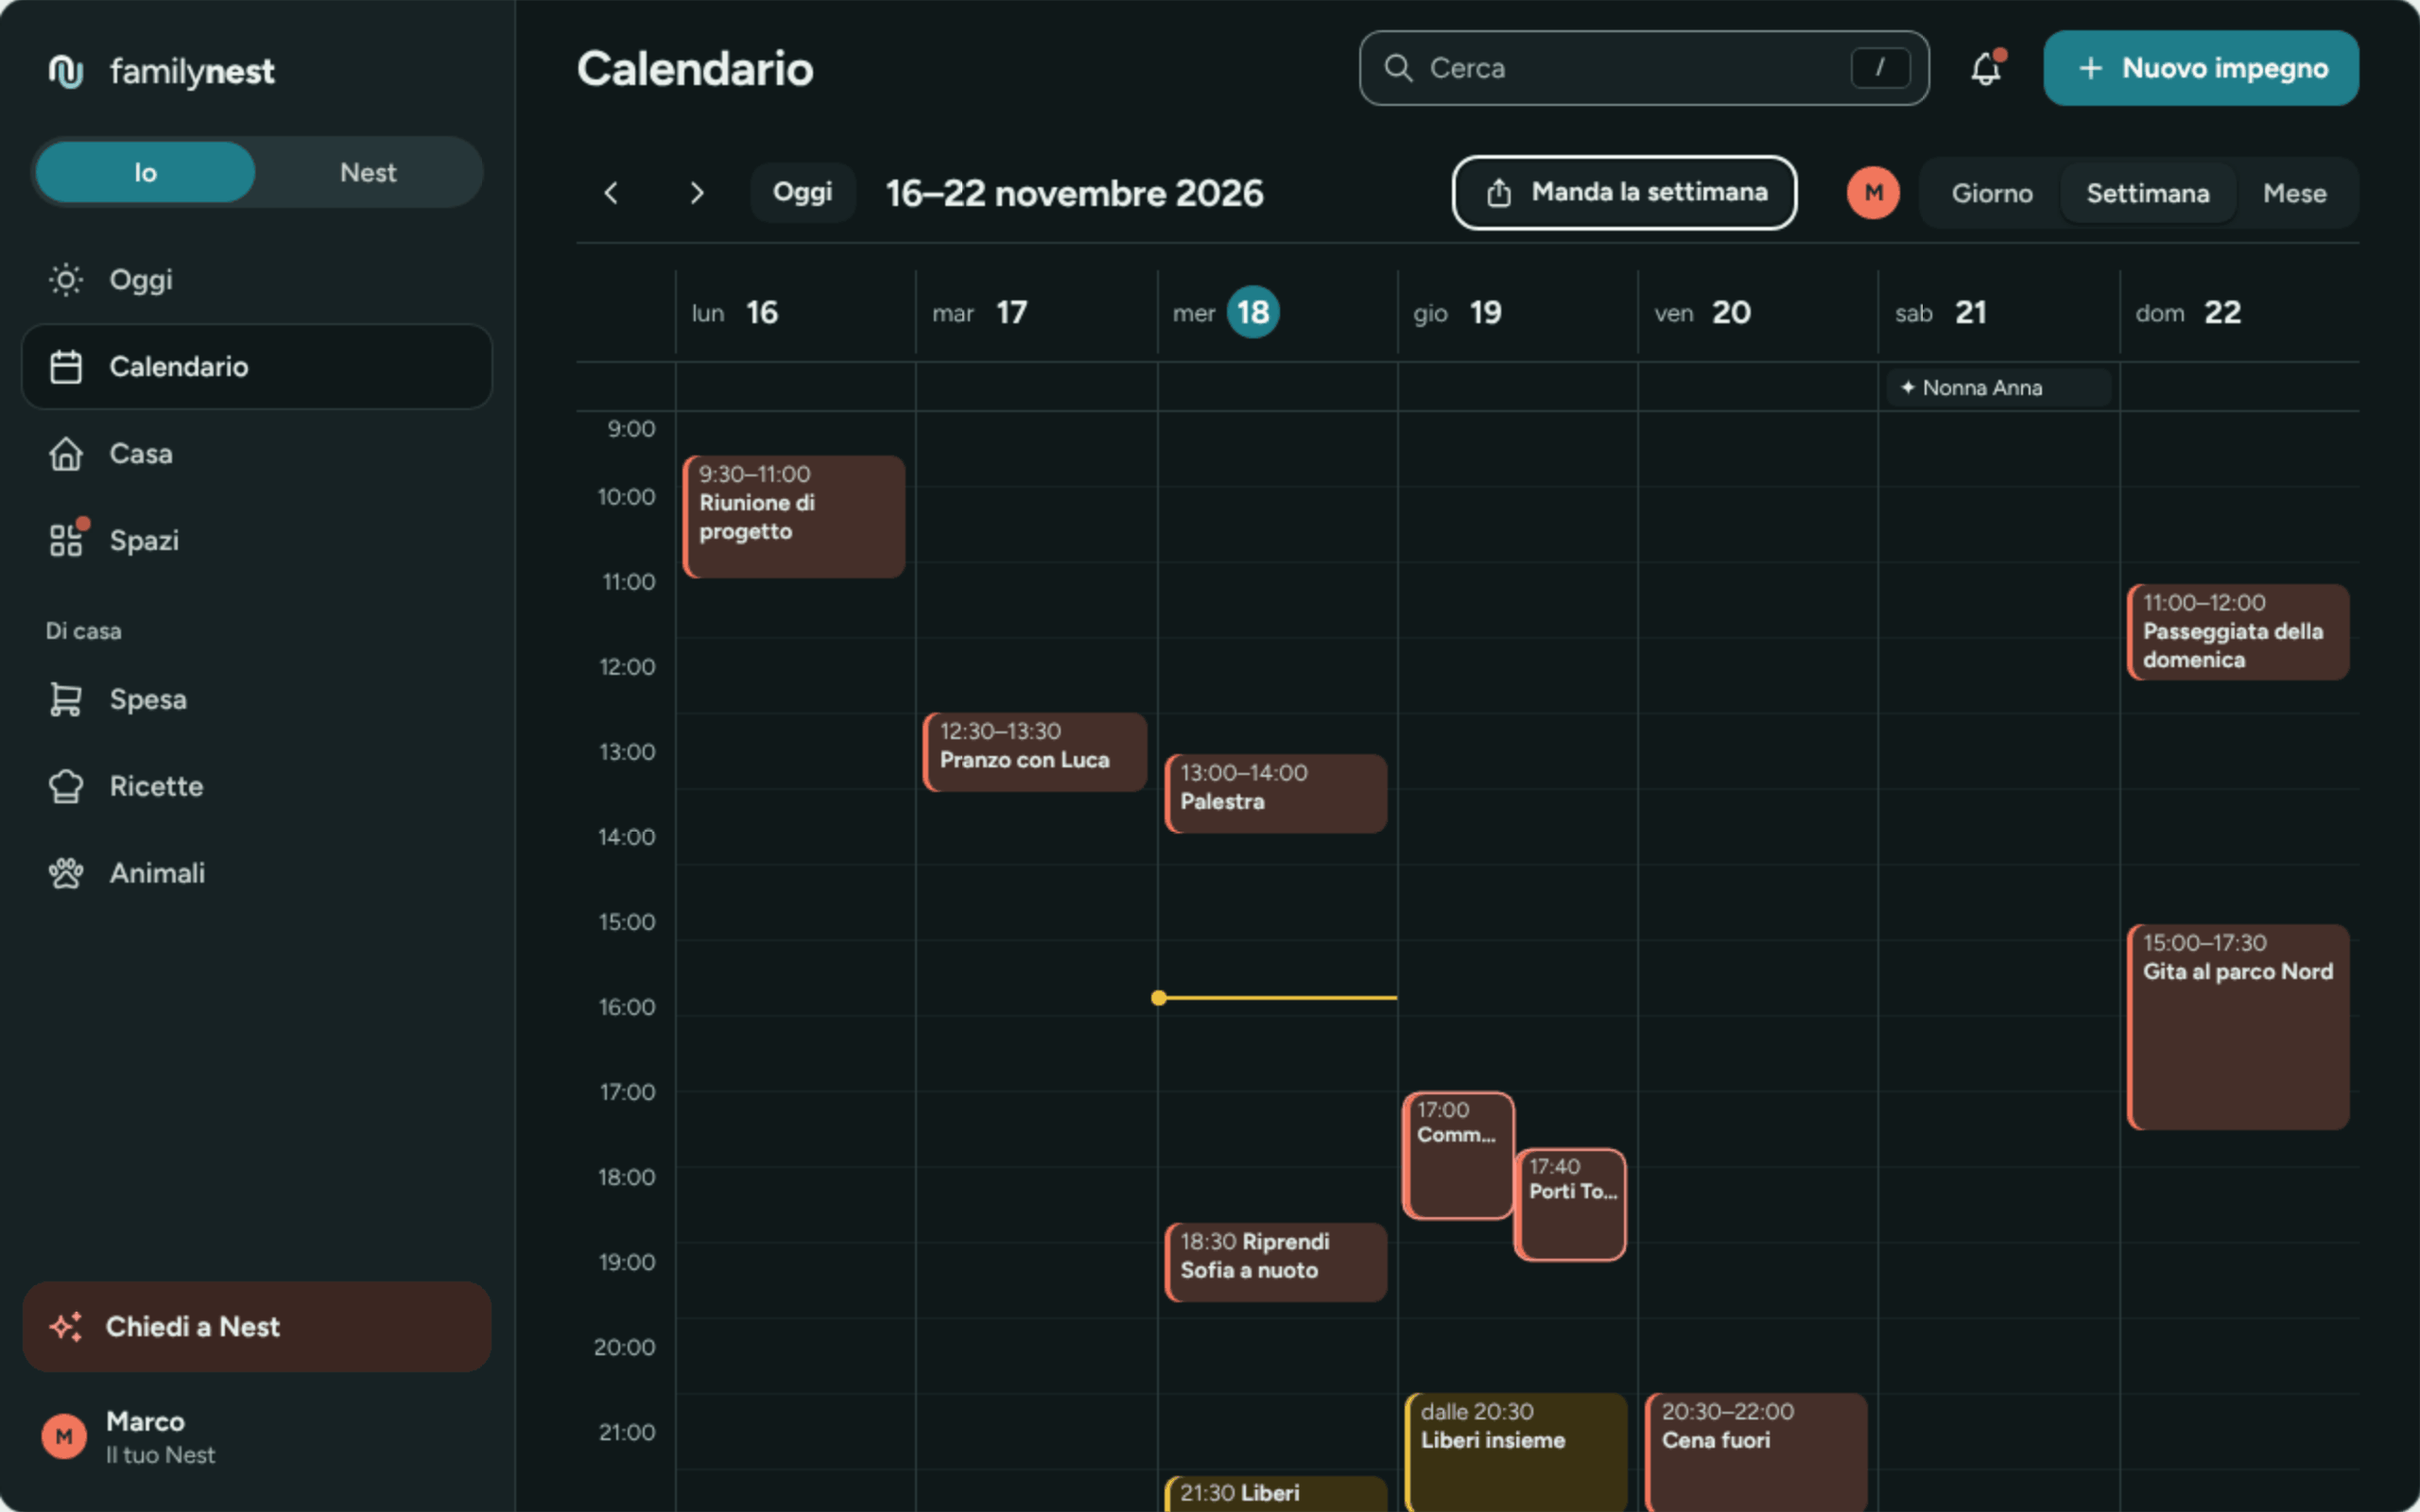 familynest
Io
Nest
Oggi
Calendario
Casa
Spazi
Di casa
Spesa
Ricette
Animali
Chiedi a Nest
M
Marco
Il tuo Nest
Calendario
Cerca
/
+ Nuovo impegno
Oggi
16–22 novembre 2026
Manda la settimana
M
Giorno
Settimana
Mese
lun 16
mar 17
mer 18
gio 19
ven 20
sab 21
dom 22
✦ Nonna Anna
9:00
10:00
11:00
12:00
13:00
14:00
15:00
16:00
17:00
18:00
19:00
20:00
21:00
9:30–11:00
Riunione di
progetto
12:30–13:30
Pranzo con Luca
13:00–14:00
Palestra
18:30 Riprendi
Sofia a nuoto
21:30 Liberi
17:00
Comm...
17:40
Porti To...
dalle 20:30
Liberi insieme
20:30–22:00
Cena fuori
11:00–12:00
Passeggiata della
domenica
15:00–17:30
Gita al parco Nord